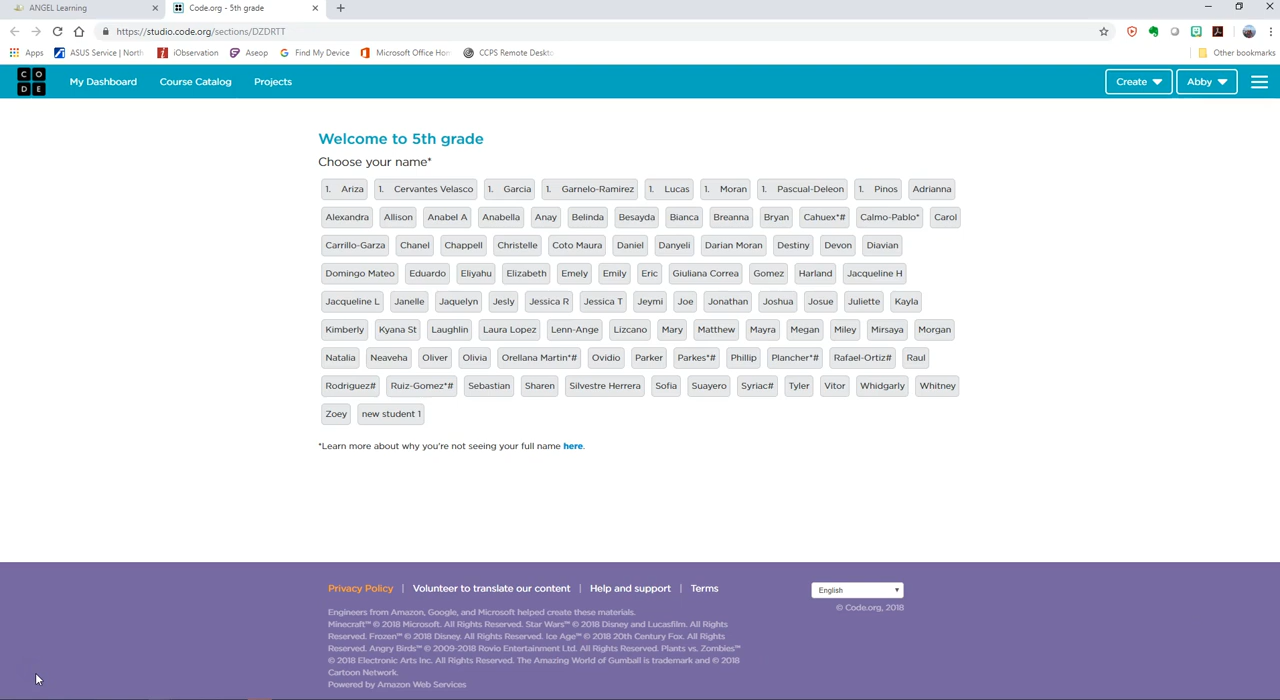 ANGEL Learning
Code.org - 5th grade
https://studio.code.org/sections/DZDRTT
Apps ASUS Service | North iObservation Aesop Find My Device Microsoft Office Hom CCPS Remote Deskto Other bookmarks
CODE My Dashboard Course Catalog Projects Create Abby
Welcome to 5th grade
Choose your name*
1. Ariza 1. Cervantes Velasco 1. Garcia 1. Garnelo-Ramirez 1. Lucas 1. Moran 1. Pascual-Deleon 1. Pinos Adrianna
Alexandra Allison Anabel A Anabella Anay Belinda Besayda Bianca Breanna Bryan Cahuex*# Calmo-Pablo* Carol
Carrillo-Garza Chanel Chappell Christelle Coto Maura Daniel Danyeli Darian Moran Destiny Devon Diavian
Domingo Mateo Eduardo Eliyahu Elizabeth Emely Emily Eric Giuliana Correa Gomez Harland Jacqueline H
Jacqueline L Janelle Jaquelyn Jesly Jessica R Jessica T Jeymi Joe Jonathan Joshua Josue Juliette Kayla
Kimberly Kyana St Laughlin Laura Lopez Lenn-Ange Lizcano Mary Matthew Mayra Megan Miley Mirsaya Morgan
Natalia Neaveha Oliver Olivia Orellana Martin*# Ovidio Parker Parkes*# Phillip Plancher*# Rafael-Ortiz# Raul
Rodriguez# Ruiz-Gomez*# Sebastian Sharen Silvestre Herrera Sofia Suayero Syriac# Tyler Vitor Whidgarly Whitney
Zoey new student 1
*Learn more about why you're not seeing your full name here.
Privacy Policy | Volunteer to translate our content | Help and support | Terms
English
© Code.org, 2018
Engineers from Amazon, Google, and Microsoft helped create these materials.
Minecraft™ © 2018 Microsoft. All Rights Reserved. Star Wars™ © 2018 Disney and Lucasfilm. All Rights
Reserved. Frozen™ © 2018 Disney. All Rights Reserved. Ice Age™ © 2018 20th Century Fox. All Rights
Reserved. Angry Birds™ © 2009-2018 Rovio Entertainment Ltd. All Rights Reserved. Plants vs. Zombies™
© 2018 Electronic Arts Inc. All Rights Reserved. The Amazing World of Gumball is trademark and © 2018
Cartoon Network.
Powered by Amazon Web Services